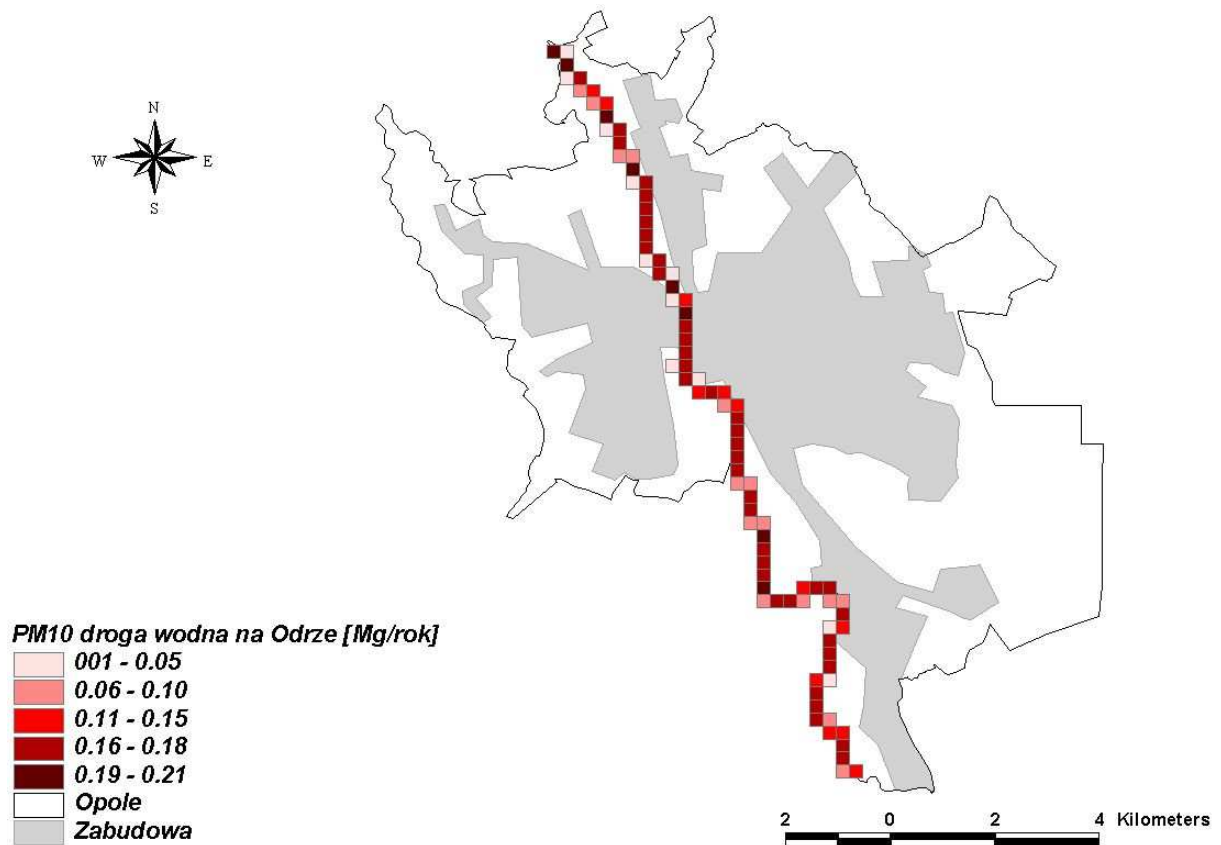 N
W E
S
PM10 droga wodna na Odrze [Mg/rok]
001 - 0.05
0.06 - 0.10
0.11 - 0.15
0.16 - 0.18
0.19 - 0.21
Opole
Zabudowa
2 0 2 4 Kilometers